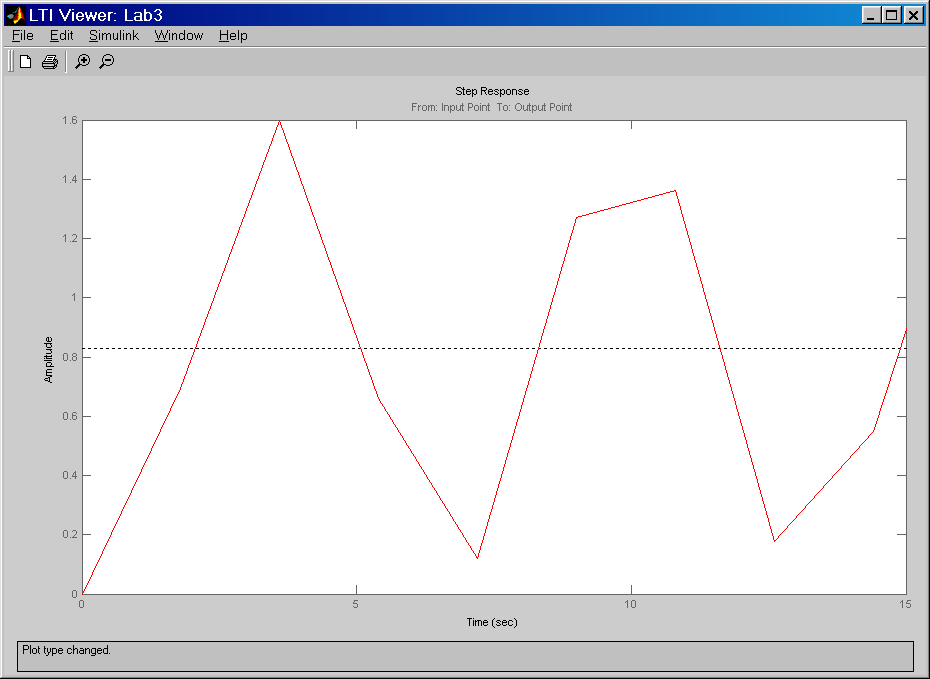 LTI Viewer: Lab3
File Edit Simulink Window Help
Step Response
From: Input Point To: Output Point
1.6
1.4
1.2
1
0.8
0.6
0.4
0.2
0
Amplitude
0 5 10 15
Time (sec)
Plot type changed.